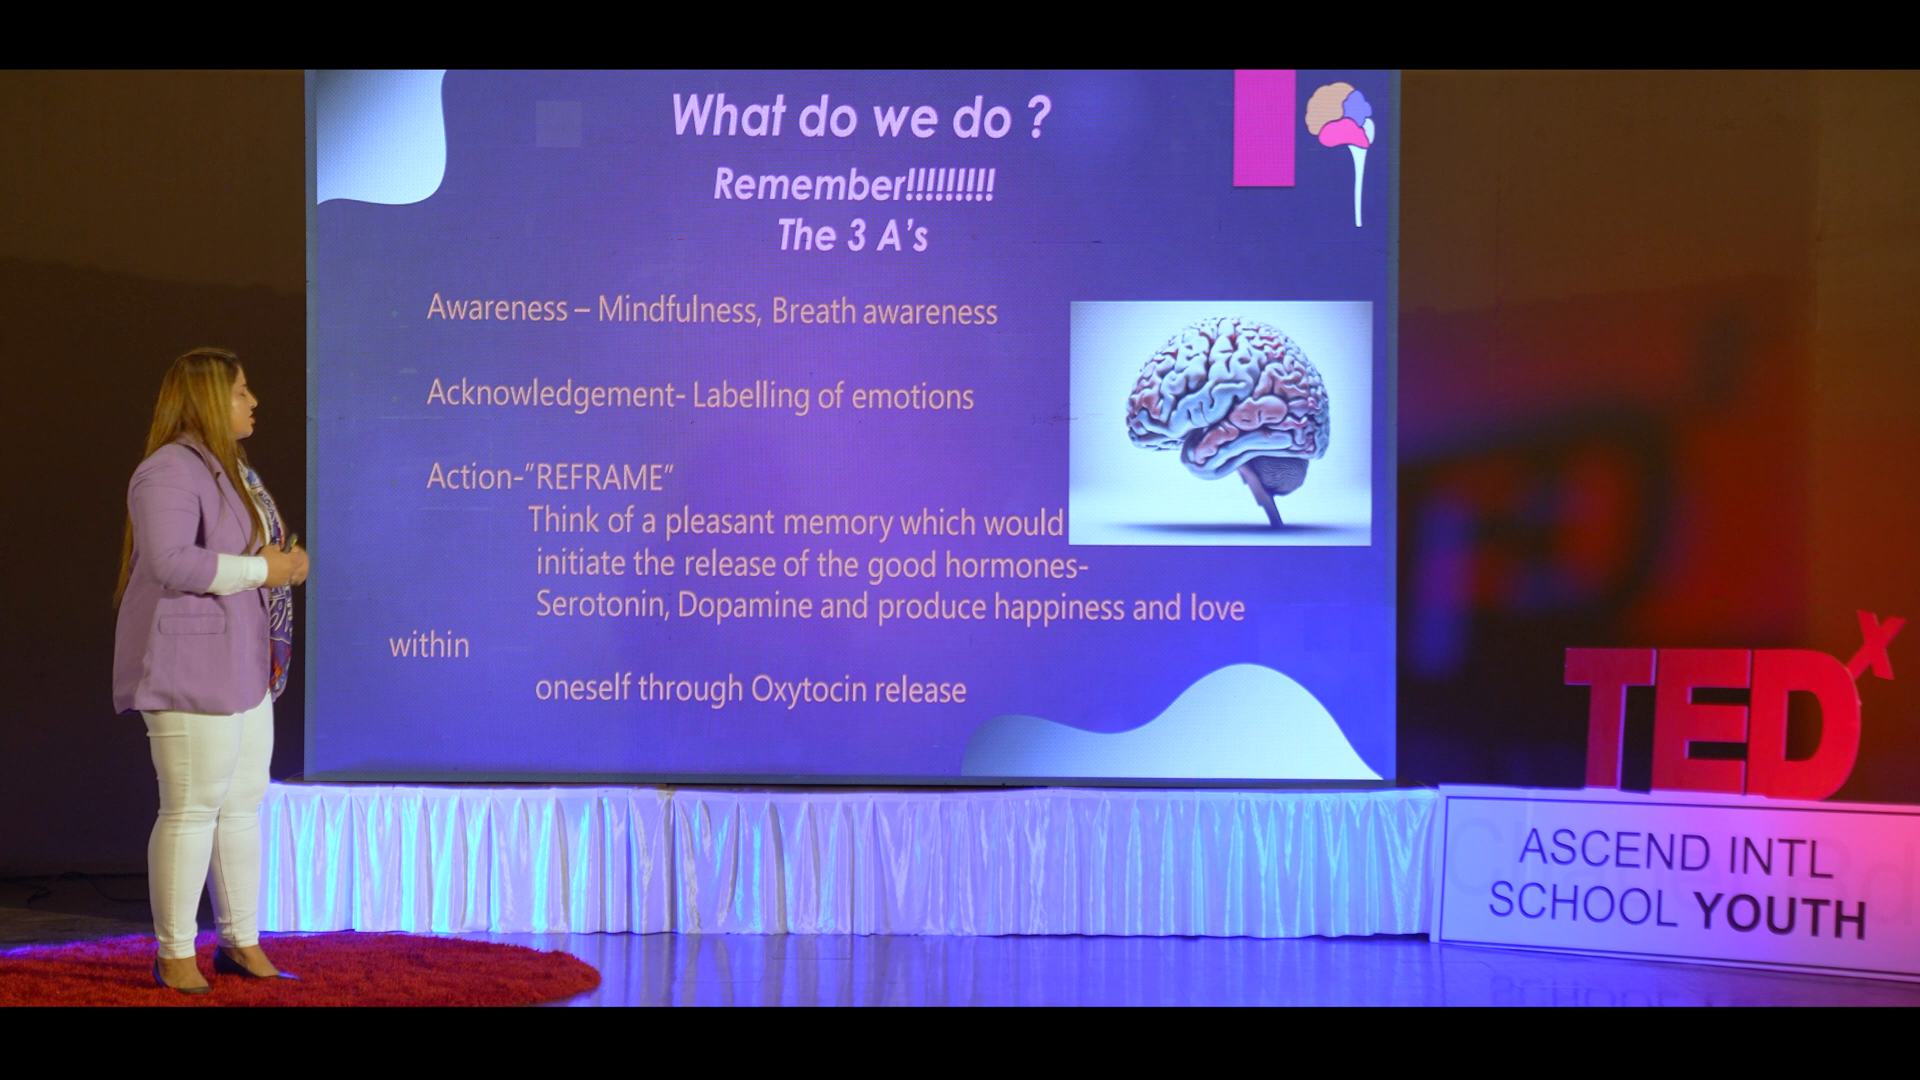 What do we do ?
Remember!!!!!!!!!
The 3 A's
Awareness – Mindfulness, Breath awareness
Acknowledgement- Labelling of emotions
Action-"REFRAME"
Think of a pleasant memory which would
initiate the release of the good hormones-
Serotonin, Dopamine and produce happiness and love
within
oneself through Oxytocin release
TEDx
ASCEND INTL
SCHOOL YOUTH